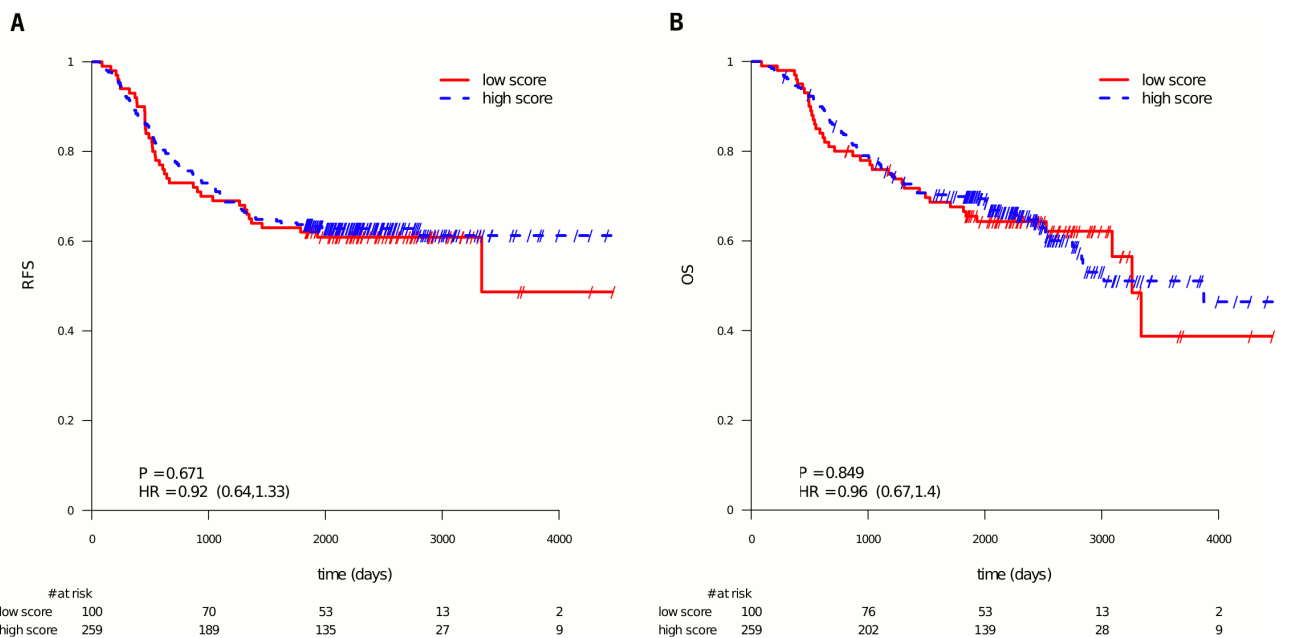 A
1
0.8
0.6
0.4
0.2
0
RFS
low score
high score
P = 0.671
HR = 0.92 (0.64,1.33)
0 1000 2000 3000 4000
time (days)
# at risk
low score 100 70 53 13 2
high score 259 189 135 27 9
B
1
0.8
0.6
0.4
0.2
0
OS
low score
high score
P = 0.849
HR = 0.96 (0.67,1.4)
0 1000 2000 3000 4000
time (days)
# at risk
low score 100 76 53 13 2
high score 259 202 139 28 9